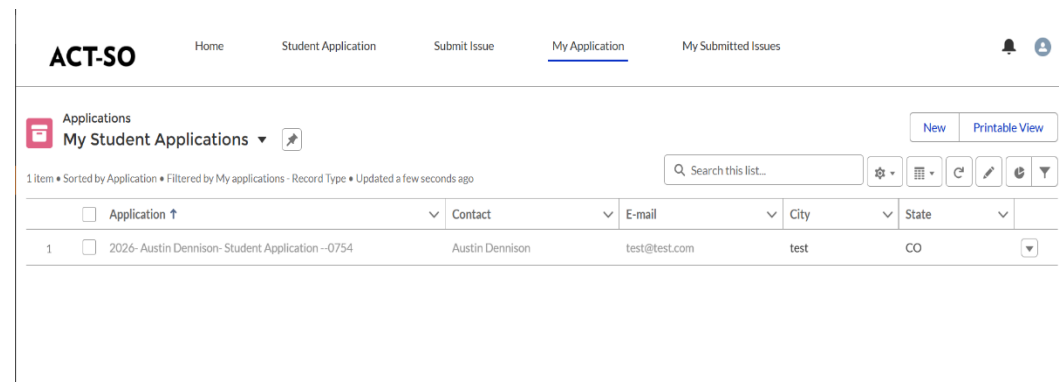 ACT-SO
Home Student Application Submit Issue My Application My Submitted Issues
Applications
My Student Applications
New Printable View
1 item • Sorted by Application • Filtered by My applications - Record Type • Updated a few seconds ago
Search this list...
Application ↑ Contact E-mail City State
1 2026- Austin Dennison- Student Application --0754 Austin Dennison test@test.com test CO